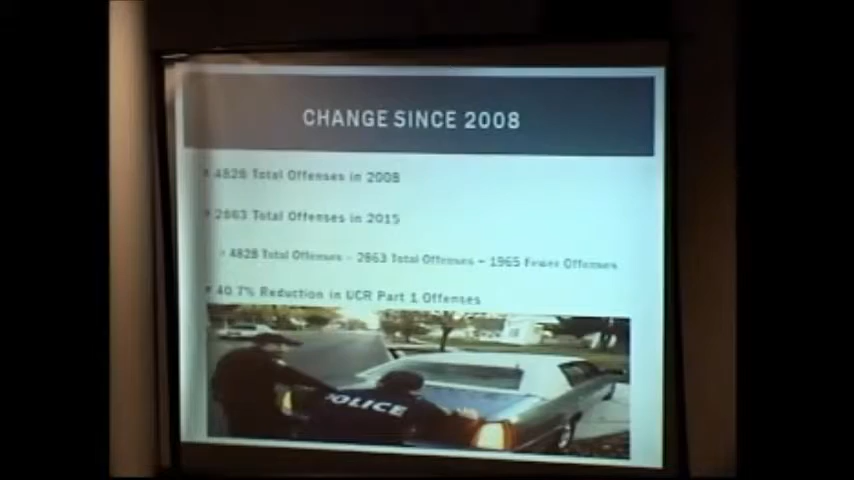 CHANGE SINCE 2008
4828 Total Offenses in 2008
2863 Total Offenses in 2015
4828 Total Offenses - 2863 Total Offenses = 1965 Fewer Offenses
40.7% Reduction in UCR Part 1 Offenses
POLICE